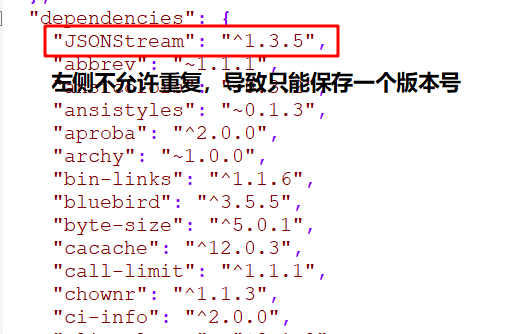 "dependencies": {
"JSONStream": "^1.3.5",
"abbrev": "~1.1.1",
左侧不允许重复，导致只能保存一个版本号
"ansistyles": "~0.1.3",
"aproba": "^2.0.0",
"archy": "~1.0.0",
"bin-links": "^1.1.6",
"bluebird": "^3.5.5",
"byte-size": "^5.0.1",
"cacache": "^12.0.3",
"call-limit": "^1.1.1",
"chownr": "^1.1.3",
"ci-info": "^2.0.0",